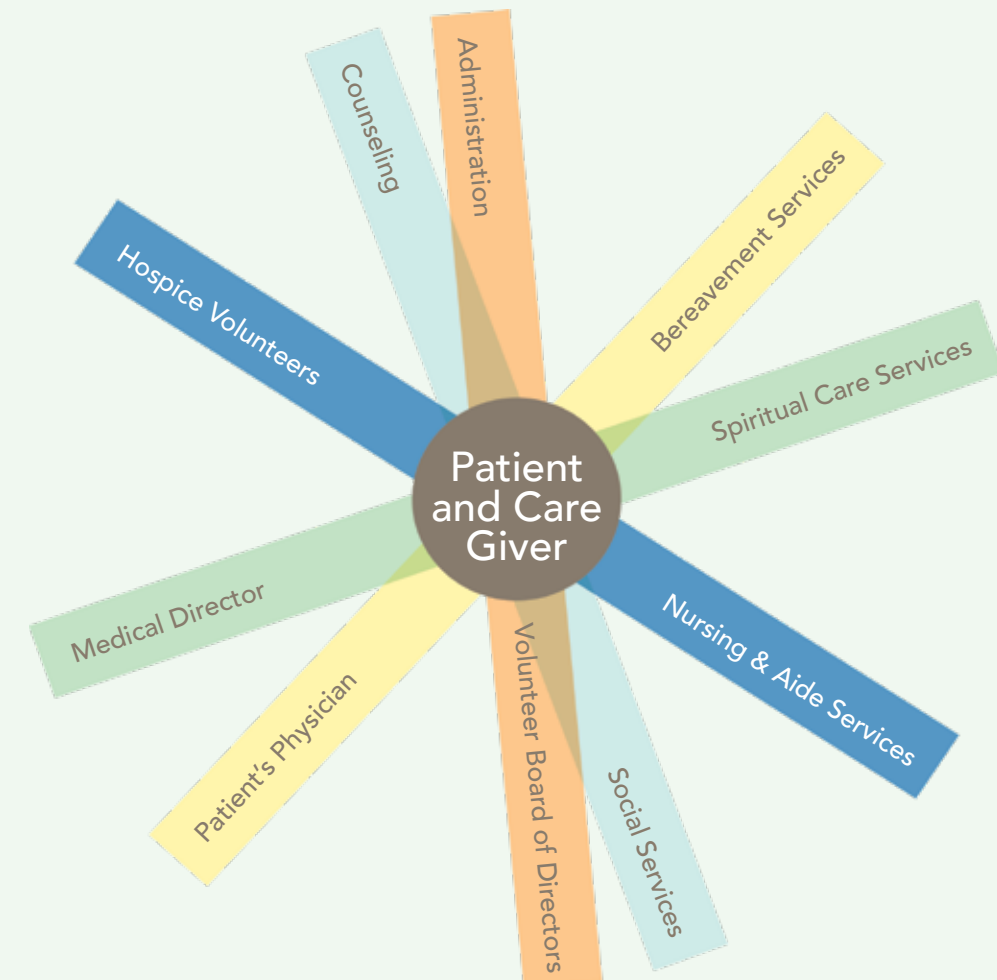 Counseling
Administration
Bereavement Services
Hospice Volunteers
Spiritual Care Services
Patient
and Care
Giver
Medical Director
Nursing & Aide Services
Patient's Physician
Volunteer Board of Directors
Social Services